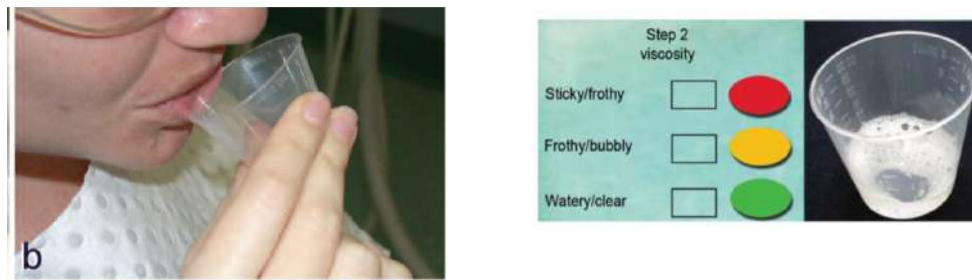 b
Step 2
viscosity
Sticky/frothy
Frothy/bubbly
Watery/clear